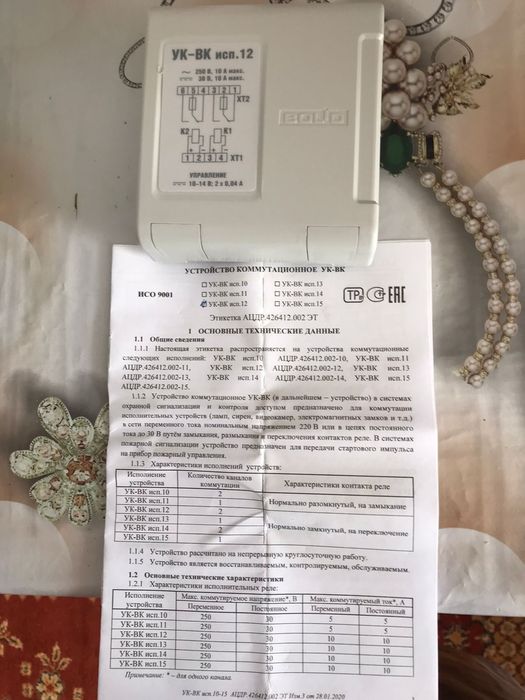 УК-ВК исп.12
~ 250 В, 10 А макс.
30 В, 10 А макс.
6 5 4 3 2 1
XT2
K2 K1
+ − + −
1 2 3 4 XT1
УПРАВЛЕНИЕ
10-14 В; 2 x 0,04 А
BOLID
УСТРОЙСТВО КОММУТАЦИОННОЕ УК-ВК
ИСО 9001
УК-ВК исп.10 УК-ВК исп.13
УК-ВК исп.11 УК-ВК исп.14
УК-ВК исп.12 УК-ВК исп.15
ТР EAC
Этикетка АЦДР.426412.002 ЭТ
1 ОСНОВНЫЕ ТЕХНИЧЕСКИЕ ДАННЫЕ
1.1 Общие сведения
1.1.1 Настоящая этикетка распространяется на устройства коммутационные
следующих исполнений: УК-ВК исп.10 АЦДР.426412.002-10, УК-ВК исп.11
АЦДР.426412.002-11, УК-ВК исп.12 АЦДР.426412.002-12, УК-ВК исп.13
АЦДР.426412.002-13, УК-ВК исп.14 АЦДР.426412.002-14, УК-ВК исп.15
АЦДР.426412.002-15.
1.1.2 Устройство коммутационное УК-ВК (в дальнейшем – устройство) в системах
охранной сигнализации и контроля доступом предназначено для коммутации
исполнительных устройств (ламп, сирен, видеокамер, электромагнитных замков и т.д.)
в сети переменного тока номинальным напряжением 220 В или в цепях постоянного
тока до 30 В путём замыкания, размыкания и переключения контактов реле. В системах
пожарной сигнализации устройство предназначено для передачи стартового импульса
на прибор пожарный управления.
1.1.3 Характеристики исполнений устройств:
Исполнение устройства Количество каналов коммутации Характеристики контакта реле
УК-ВК исп.10 2 Нормально разомкнутый, на замыкание
УК-ВК исп.11 1
УК-ВК исп.12 2
УК-ВК исп.13 1 Нормально замкнутый, на переключение
УК-ВК исп.14 2
УК-ВК исп.15 1
1.1.4 Устройство рассчитано на непрерывную круглосуточную работу.
1.1.5 Устройство является восстанавливаемым, контролируемым, обслуживаемым.
1.2 Основные технические характеристики
1.2.1 Характеристики исполнительных реле:
Исполнение устройства Макс. коммутируемое напряжение*, В Макс. коммутируемый ток*, А
Переменное Постоянное Переменный Постоянный
УК-ВК исп.10 250 30 5 5
УК-ВК исп.11 250 30 5 5
УК-ВК исп.12 250 30 10 10
УК-ВК исп.13 250 30 10 10
УК-ВК исп.14 250 30 10 10
УК-ВК исп.15 250 30 10 10
Примечание: * – для одного канала.
УК-ВК исп.10-15 АЦДР.426412.002 ЭТ Изм.3 от 28.01.2020